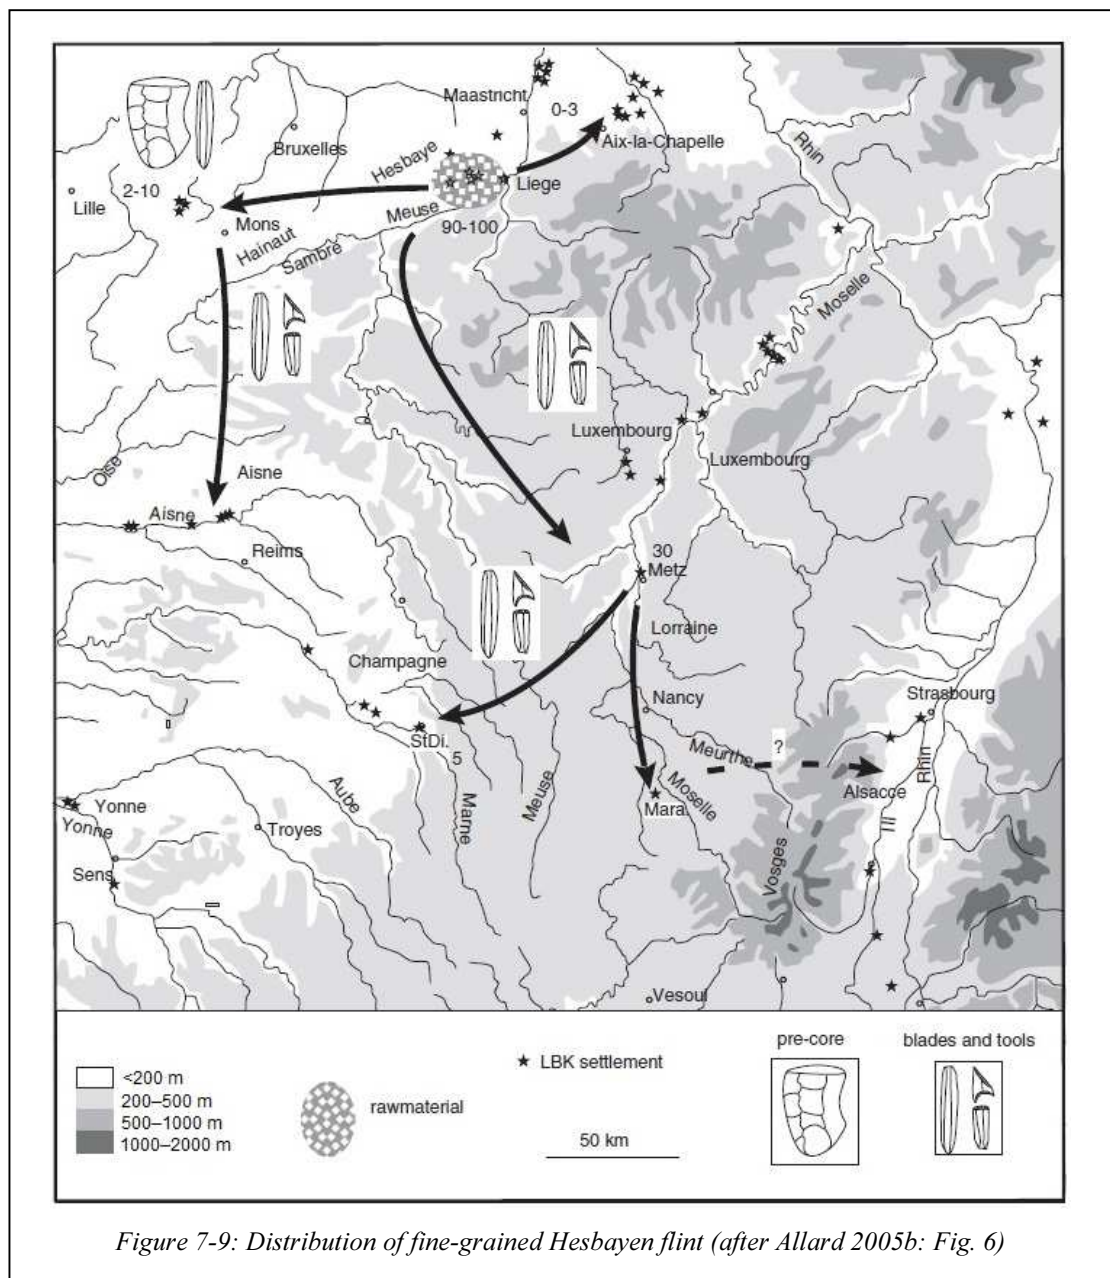 Maastricht
0-3
Aix-la-Chapelle
Rhin
Bruxelles
Hesbaye
Liege
2-10
Lille
Mons
Meuse
90-100
Hainaut
Sambre
Moselle
Luxembourg
Luxembourg
Oise
Aisne
Aisne
Reims
30
Metz
Lorraine
Champagne
Nancy
Strasbourg
StDi.
5
Meurthe
?
Rhin
Alsacce
Mara.
Moselle
Aube
Marne
Meuse
Ill
Yonne
Yonne
Troyes
Vosges
Sens
Vesoul
<200 m
200–500 m
500–1000 m
1000–2000 m
rawmaterial
LBK settlement
50 km
pre-core
blades and tools
Figure 7-9: Distribution of fine-grained Hesbayen flint (after Allard 2005b: Fig. 6)